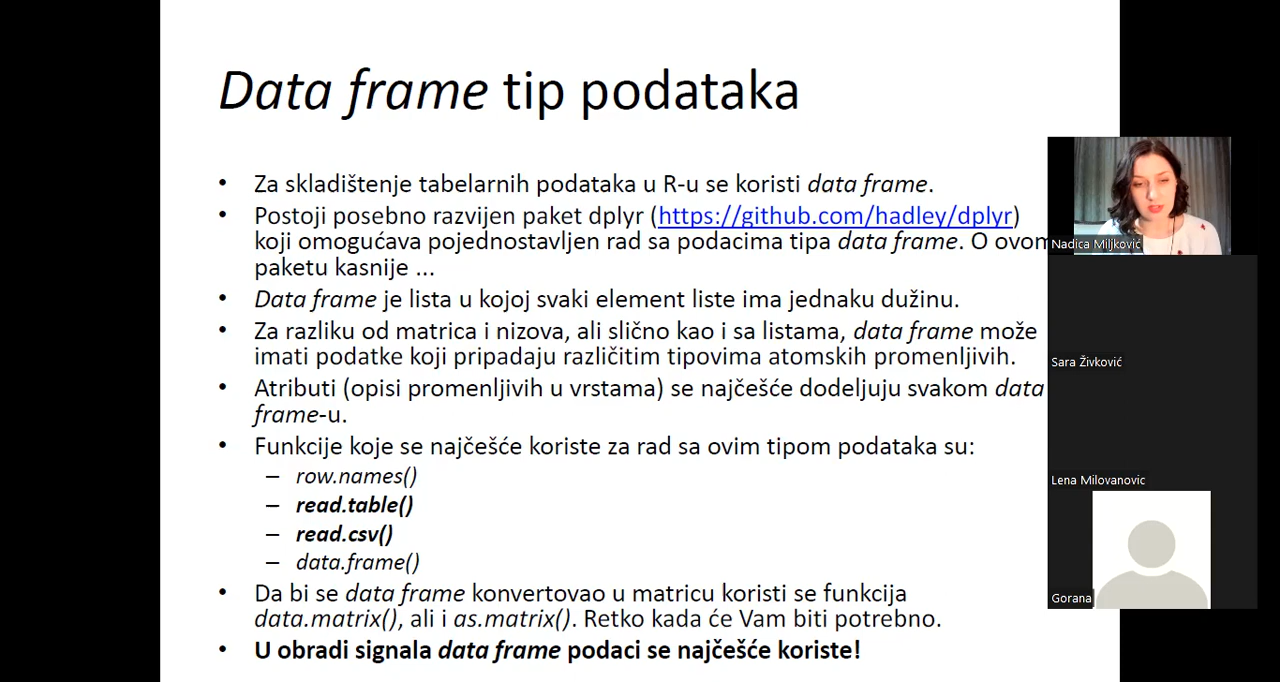 Data frame tip podataka
• Za skladištenje tabelarnih podataka u R-u se koristi data frame.
• Postoji posebno razvijen paket dplyr (https://github.com/hadley/dplyr)
koji omogućava pojednostavljen rad sa podacima tipa data frame. O ovom
paketu kasnije ...
• Data frame je lista u kojoj svaki element liste ima jednaku dužinu.
• Za razliku od matrica i nizova, ali slično kao i sa listama, data frame može
imati podatke koji pripadaju različitim tipovima atomskih promenljivih.
• Atributi (opisi promenljivih u vrstama) se najčešće dodeljuju svakom data
frame-u.
• Funkcije koje se najčešće koriste za rad sa ovim tipom podataka su:
– row.names()
– read.table()
– read.csv()
– data.frame()
• Da bi se data frame konvertovao u matricu koristi se funkcija
data.matrix(), ali i as.matrix(). Retko kada će Vam biti potrebno.
• U obradi signala data frame podaci se najčešće koriste!
Nadica Miljković
Sara Živković
Lena Milovanovic
Gorana